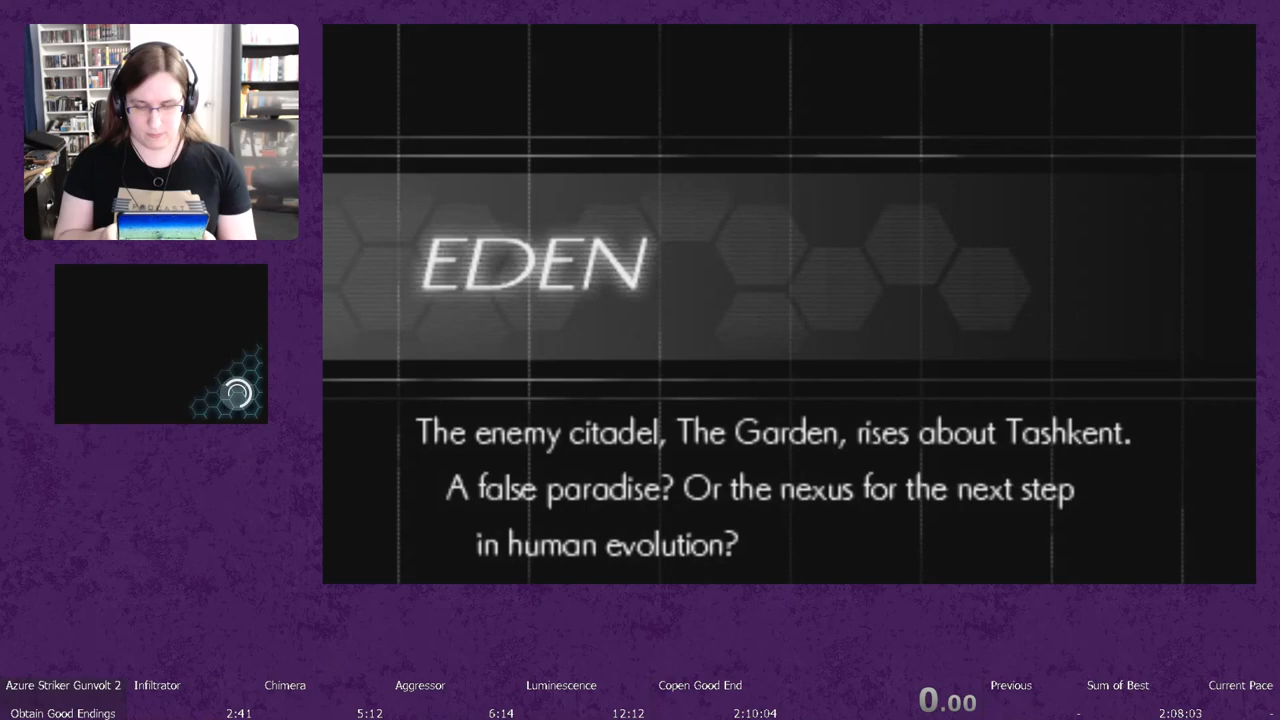 PODCAST
EDEN
The enemy citadel, The Garden, rises about Tashkent.
A false paradise? Or the nexus for the next step
in human evolution?
Azure Striker Gunvolt 2 Infiltrator Chimera Aggressor Luminescence Copen Good End 0.00 Previous Sum of Best Current Pace
Obtain Good Endings 2:41 5:12 6:14 12:12 2:10:04 - 2:08:03 -